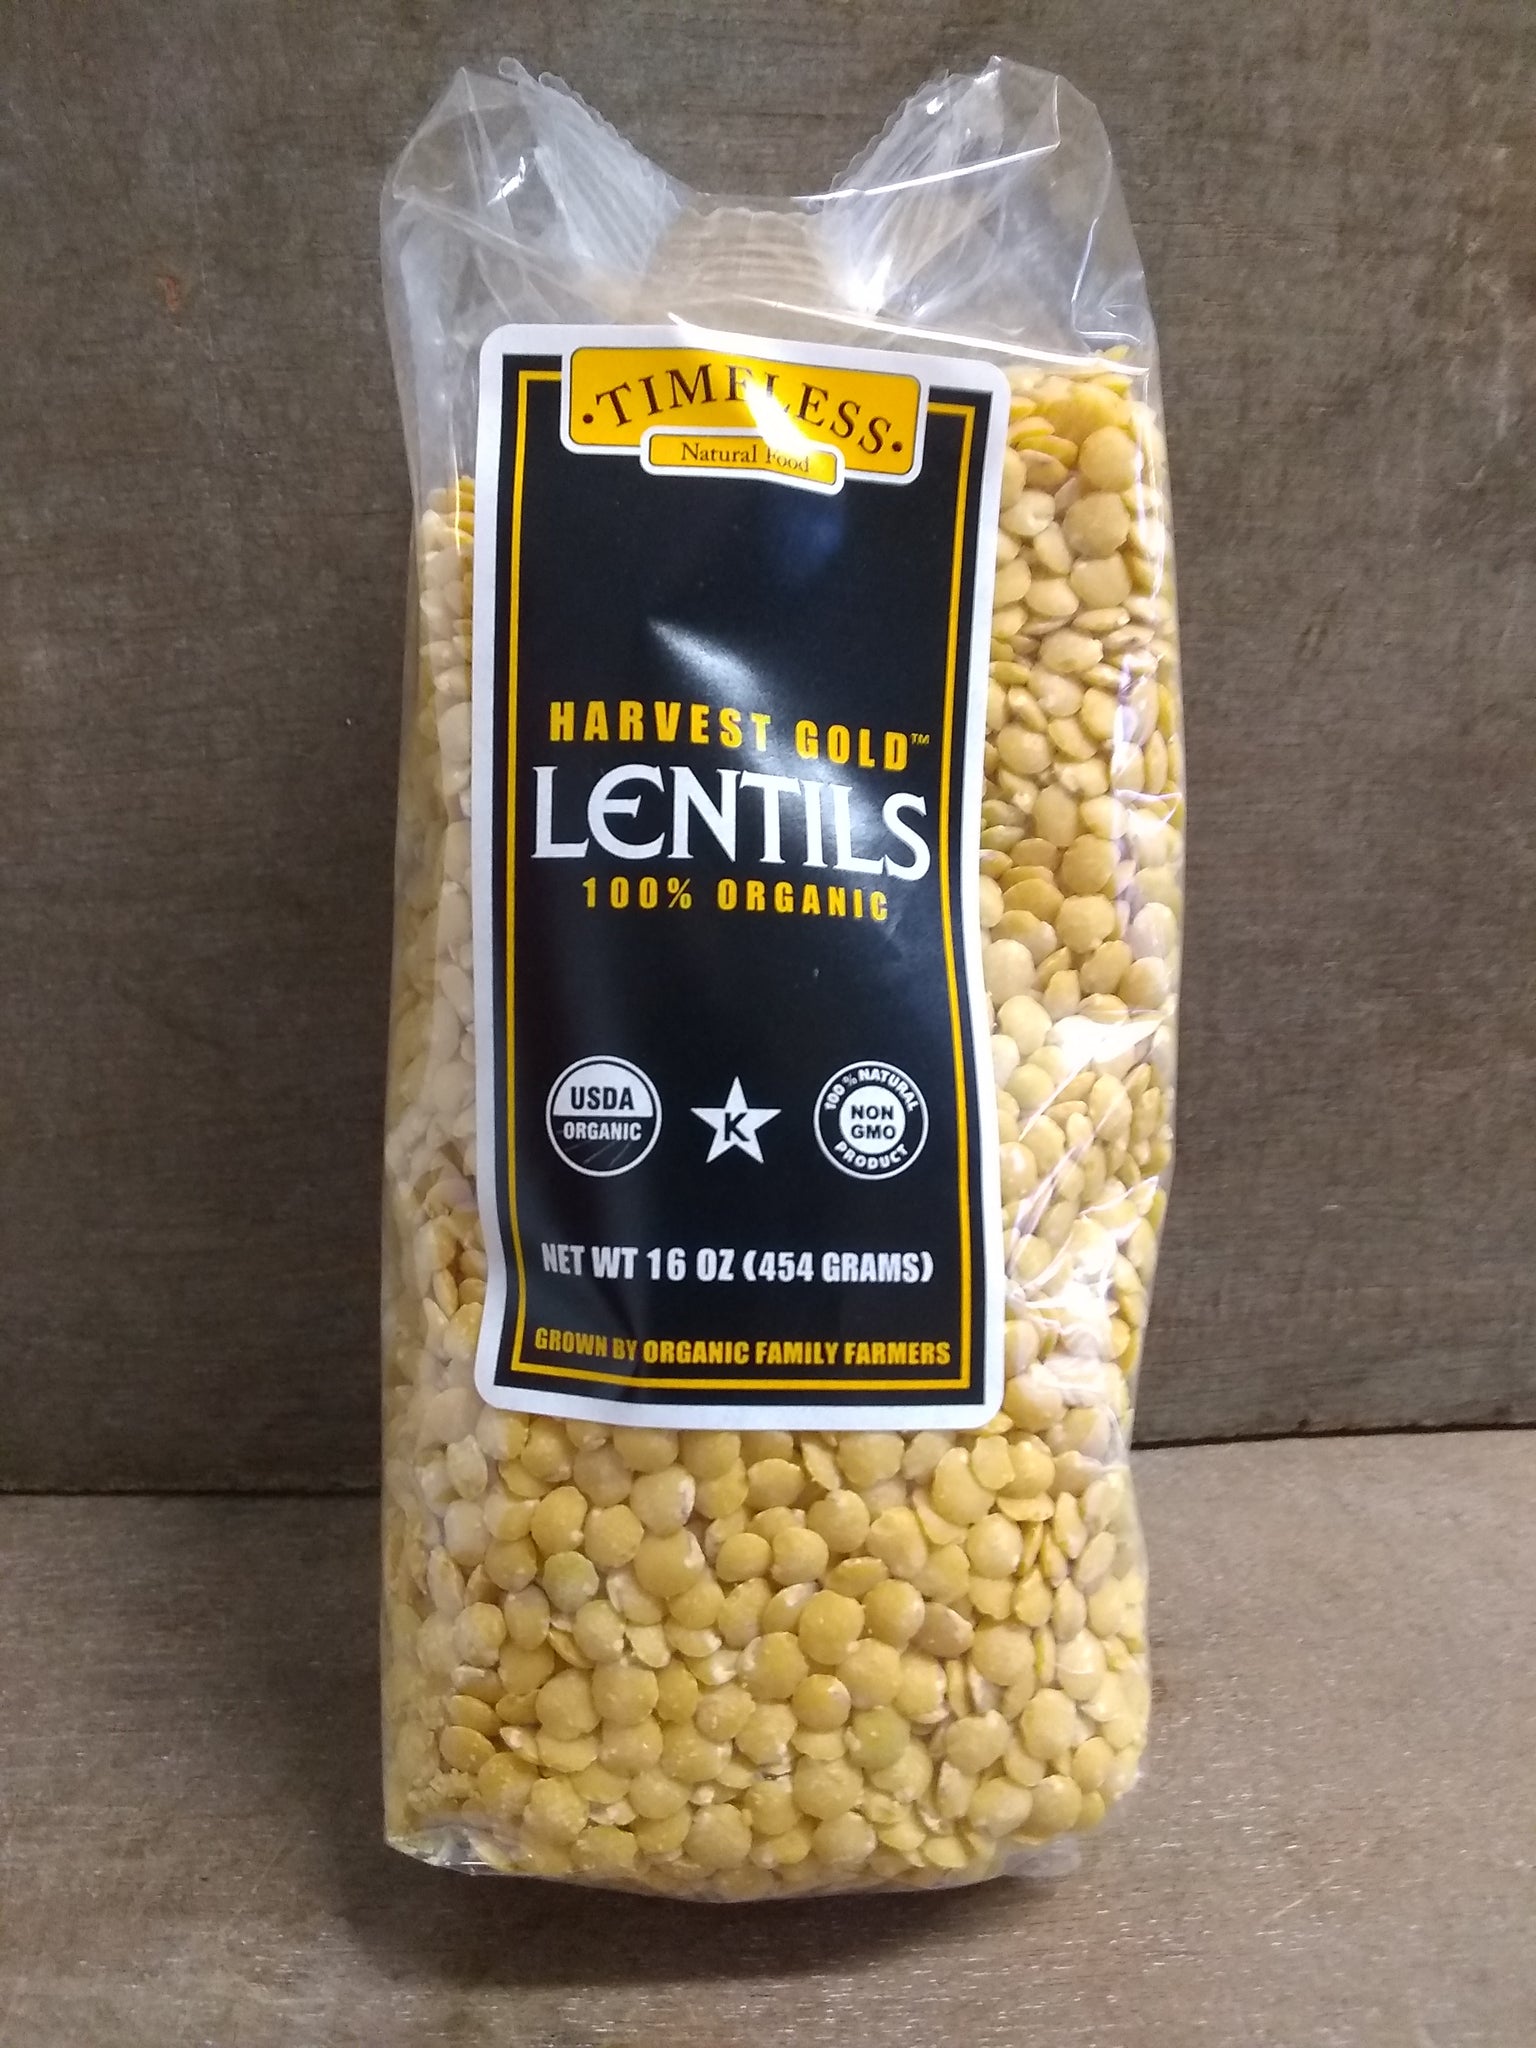 ·TIMELESS·
Natural Food
HARVEST GOLD™
LENTILS
100% ORGANIC
USDA
ORGANIC
K
100% NATURAL
NON
GMO
PRODUCT
NET WT 16 OZ (454 GRAMS)
GROWN BY ORGANIC FAMILY FARMERS